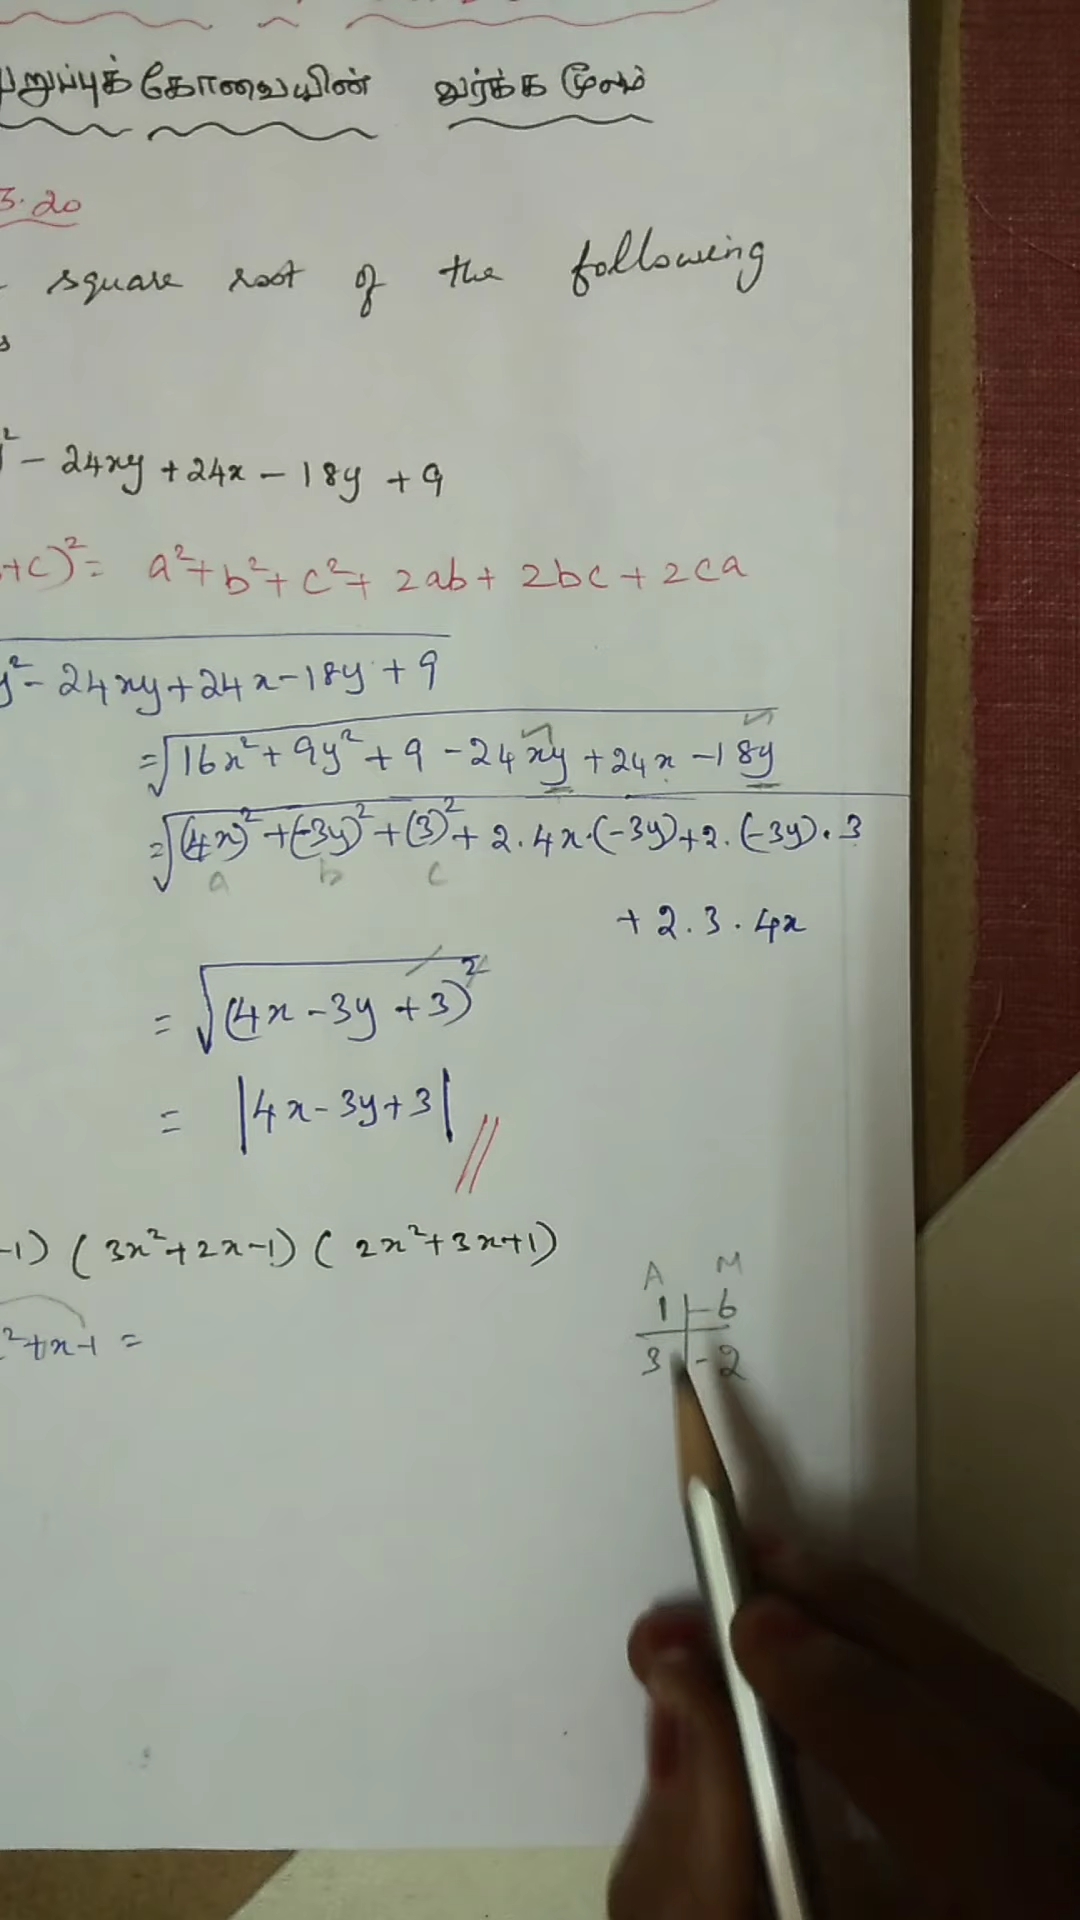 கோவையின் வர்க்க மூலம்
3.20
square root of the following
s
² - 24xy + 24x - 18y + 9
+c)² = a² + b² + c² + 2ab + 2bc + 2ca
y² - 24xy + 24x - 18y + 9
= √16x² + 9y² + 9 - 24xy + 24x - 18y
= √(4x)² + (-3y)² + (3)² + 2.4x.(-3y) + 2.(-3y).3
a b c
+ 2.3.4x
= √(4x - 3y + 3)²
= |4x - 3y + 3| //
-1) (3x² + 2x - 1) (2x² + 3x + 1)
A M
1 -6
² + x - 1 =
3 -2